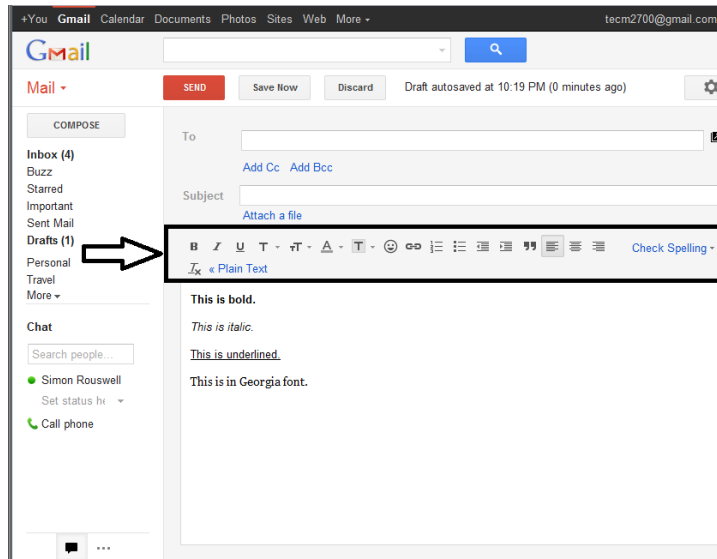 +You Gmail Calendar Documents Photos Sites Web More tecm2700@gmail.com
Gmail
Mail SEND Save Now Discard Draft autosaved at 10:19 PM (0 minutes ago)
COMPOSE
To
Add Cc Add Bcc
Subject
Attach a file
Inbox (4)
Buzz
Starred
Important
Sent Mail
Drafts (1)
Personal
Travel
More
B I U T TT A T Check Spelling
Tx « Plain Text
This is bold.
This is italic.
This is underlined.
This is in Georgia font.
Chat
Search people...
Simon Rouswell
Set status he
Call phone